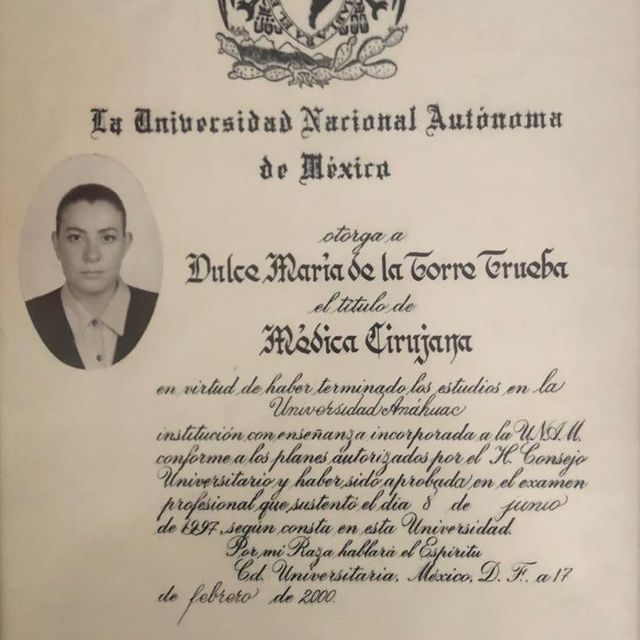 La Universidad Nacional Autónoma
de México
otorga a
Dulce María de la Torre Trueba
el título de
Médica Cirujana
en virtud de haber terminado los estudios en la
Universidad Anáhuac
institución con enseñanza incorporada a la U.N.A.M.
conforme a los planes autorizados por el H. Consejo
Universitario y haber sido aprobada en el examen
profesional que sustentó el día 8 de junio
de 1997, según consta en esta Universidad.
Por mi Raza hablará el Espíritu
Cd. Universitaria, México, D. F. a 17
de febrero de 2000.